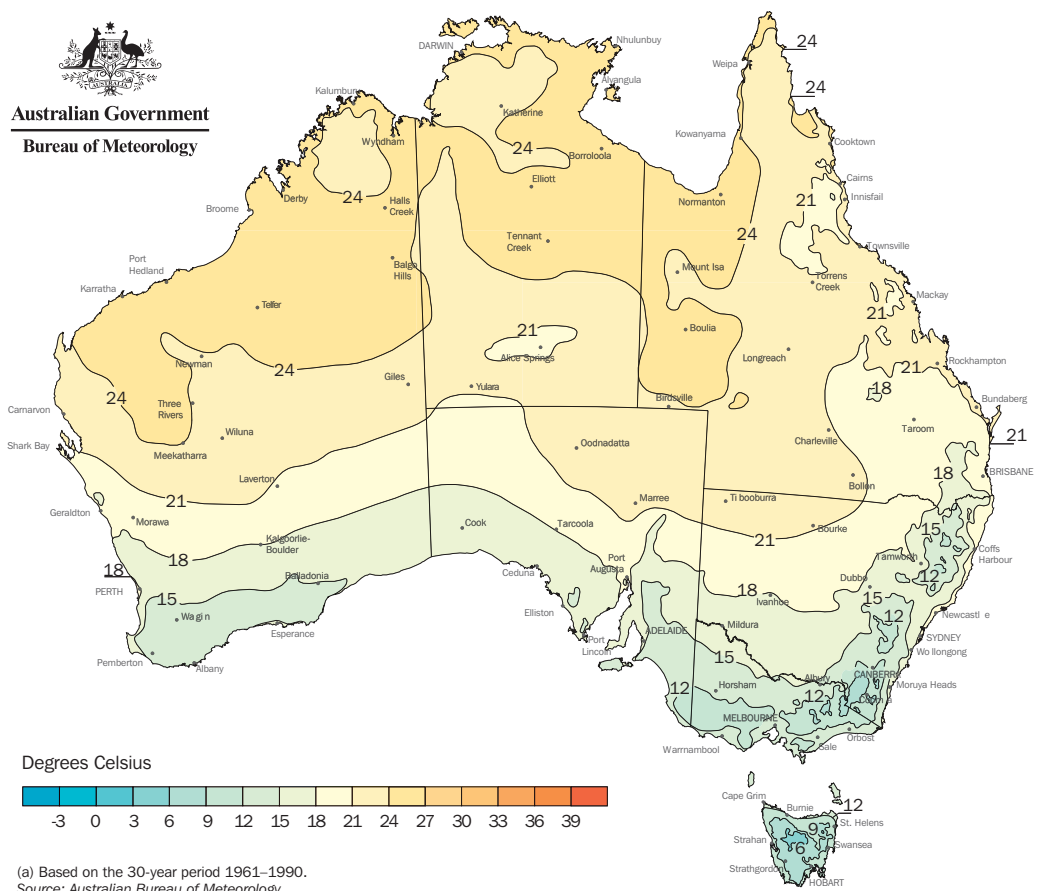 AUSTRALIA
Australian Government
Bureau of Meteorology
DARWIN
Nhulunbuy
24
Weipa
Alyangula
24
Kalumburu
Katherine
Wyndham
Kowanyama
Cooktown
24
Borroloola
Elliott
Cairns
24
Derby
Halls
Creek
Normanton
21
Innisfail
Broome
Tennant
Creek
24
Townsville
Port
Hedland
Balgo
Hills
Mount Isa
Torrens
Creek
Karratha
Telfer
Mackay
21
Boulia
21
Alice Springs
Longreach
Newman
24
21
Rockhampton
Giles
Yulara
18
24
Three
Rivers
Birdsville
Bundaberg
Carnarvon
Wiluna
Charleville
Taroom
21
Shark Bay
Meekatharra
Oodnadatta
BRISBANE
Laverton
18
Bollon
21
Marree
Tibooburra
Geraldton
Morawa
Cook
Tarcoola
Bourke
15
Kalgoorlie-
Boulder
21
Coffs
Harbour
18
Port
Augusta
Tamworth
18
Balladonia
Ceduna
Dubbo
12
PERTH
18
Ivanhoe
15
15
Wagin
Elliston
12
Newcastle
Esperance
Mildura
ADELAIDE
SYDNEY
Port
Lincoln
15
Wollongong
Pemberton
Albany
CANBERRA
Albury
Moruya Heads
12
Horsham
12
Cooma
MELBOURNE
Orbost
Warrnambool
Sale
Degrees Celsius
-3 0 3 6 9 12 15 18 21 24 27 30 33 36 39
Cape Grim
Burnie
12
St. Helens
9
Strahan
6
Swansea
Strathgordon
HOBART
(a) Based on the 30-year period 1961–1990.
Source: Australian Bureau of Meteorology